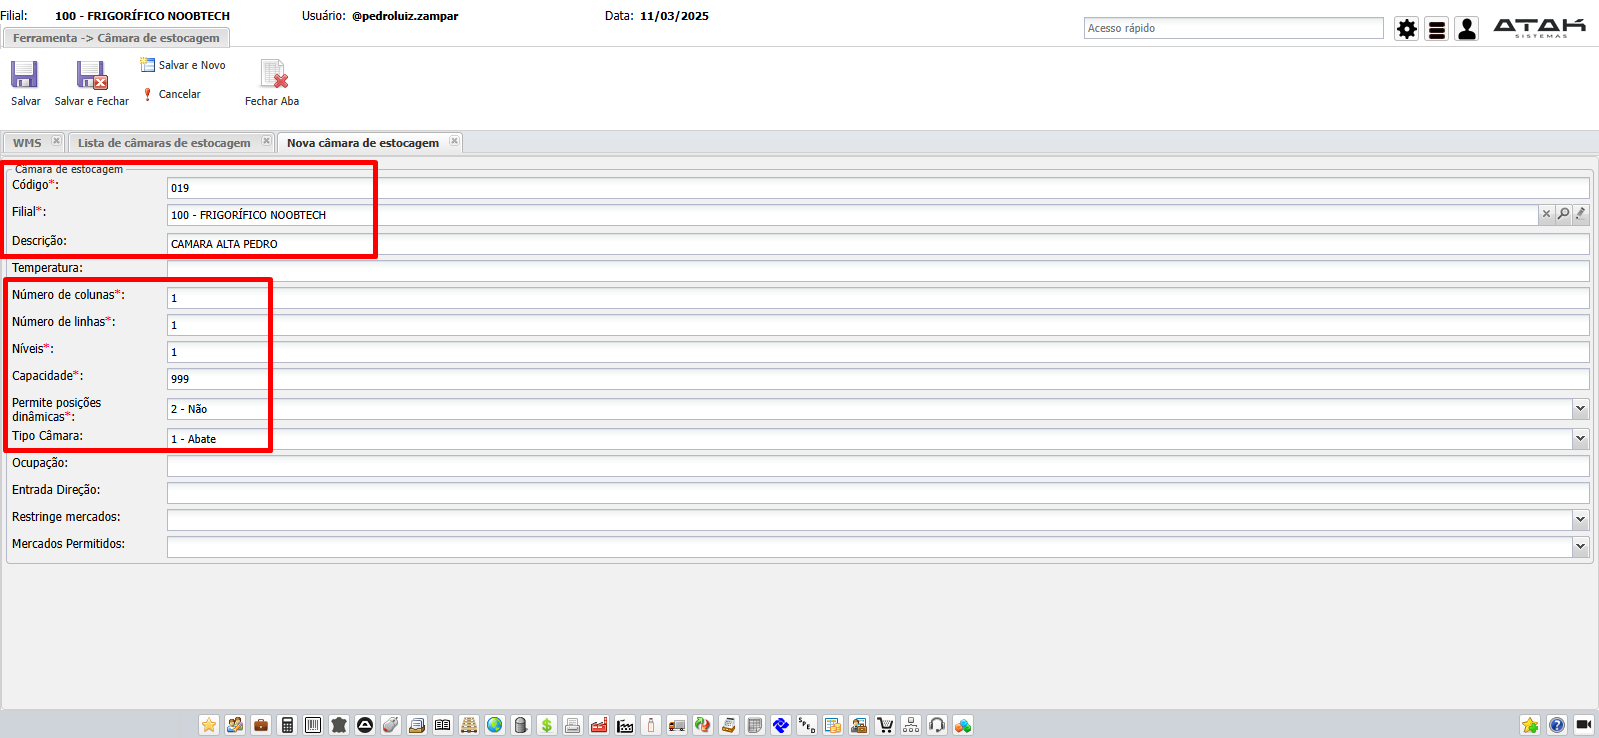 Filial: 100 - FRIGORÍFICO NOOBTECH Usuário: @pedroluiz.zampar Data: 11/03/2025
Acesso rápido
ATAK
SISTEMAS
Ferramenta -> Câmara de estocagem
Salvar
Salvar e Fechar
Salvar e Novo
Cancelar
Fechar Aba
WMS
Lista de câmaras de estocagem
Nova câmara de estocagem
Câmara de estocagem
Código*: 019
Filial*: 100 - FRIGORÍFICO NOOBTECH
Descrição: CAMARA ALTA PEDRO
Temperatura:
Número de colunas*: 1
Número de linhas*: 1
Níveis*: 1
Capacidade*: 999
Permite posições
dinâmicas*: 2 - Não
Tipo Câmara: 1 - Abate
Ocupação:
Entrada Direção:
Restringe mercados:
Mercados Permitidos:
SPED